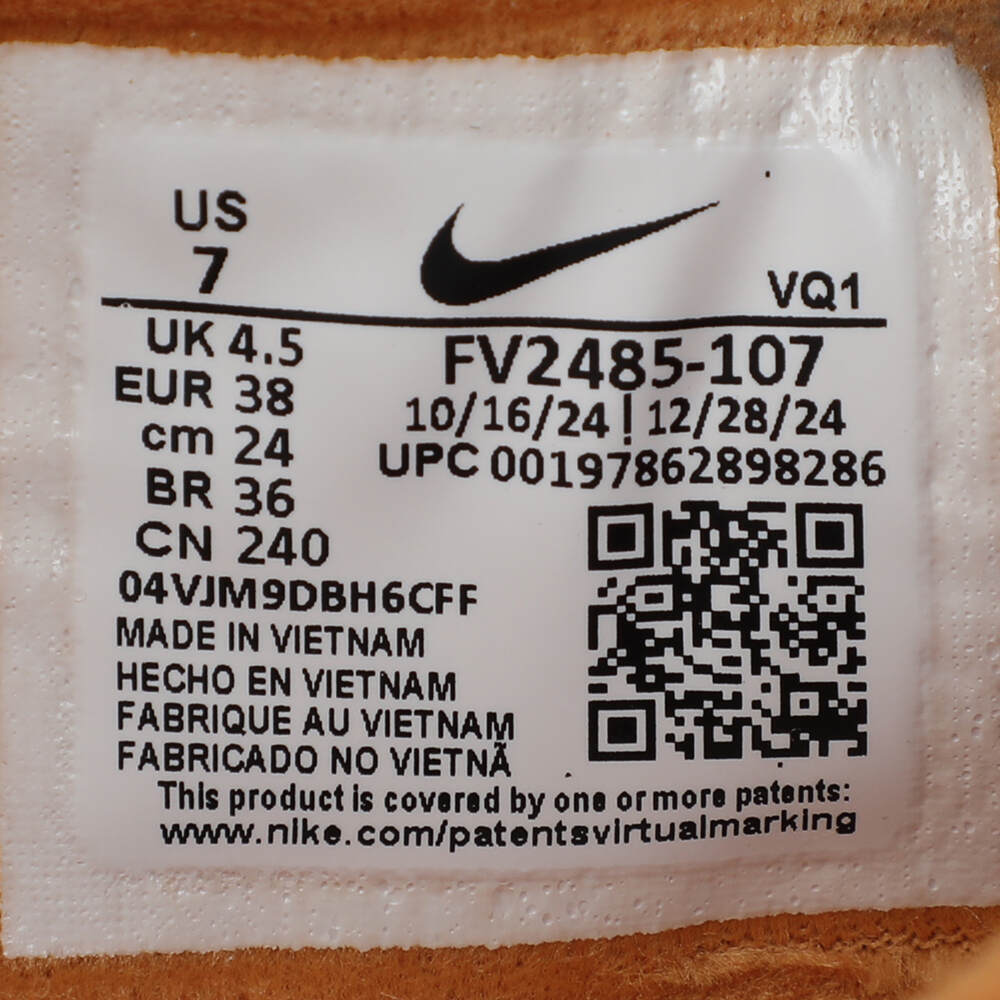 US
7
VQ1
UK 4.5
EUR 38
cm 24
BR 36
CN 240
FV2485-107
10/16/24 | 12/28/24
UPC 001978628​98286
04VJM9DBH6CFF
MADE IN VIETNAM
HECHO EN VIETNAM
FABRIQUE AU VIETNAM
FABRICADO NO VIETNÃ
This product is covered by one or more patents:
www.nike.com/patentsvirtualmarking